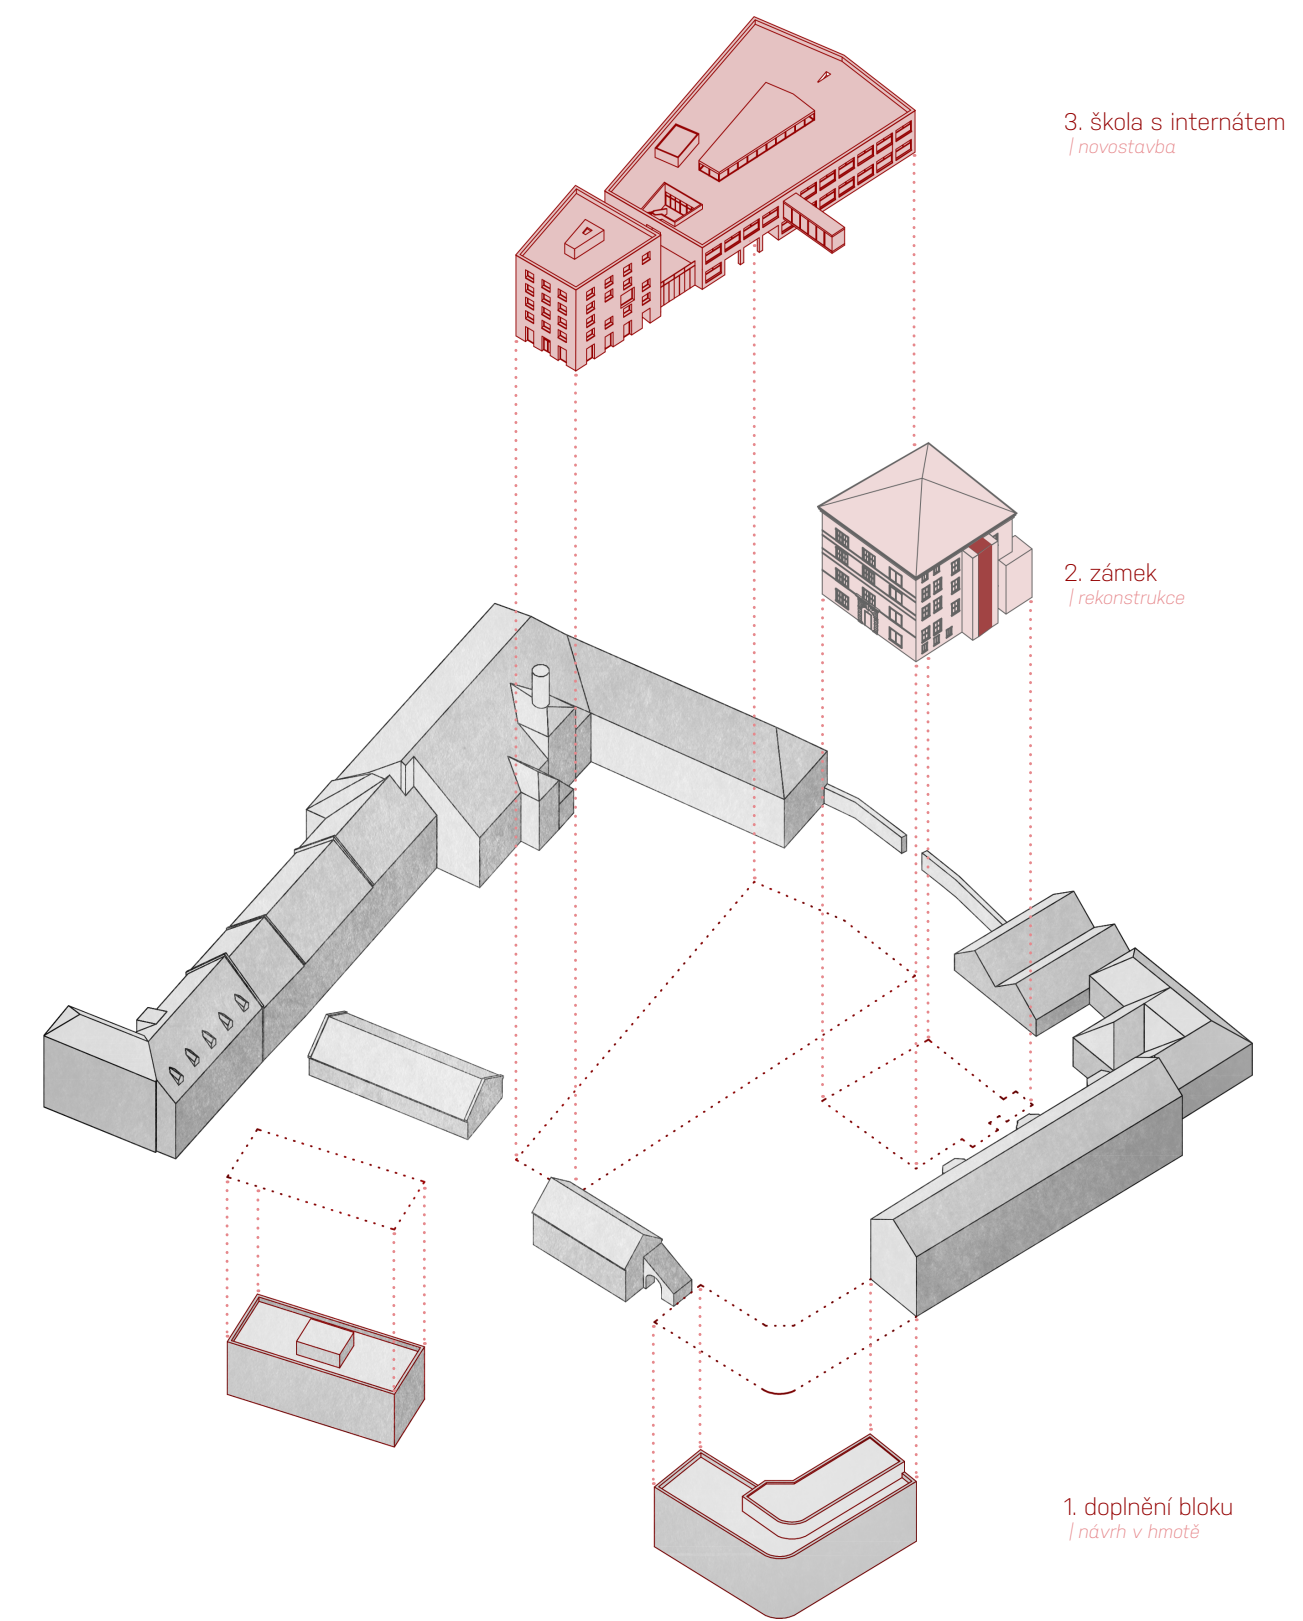 3. škola s internátem
| novostavba
2. zámek
| rekonstrukce
1. doplnění bloku
| návrh v hmotě